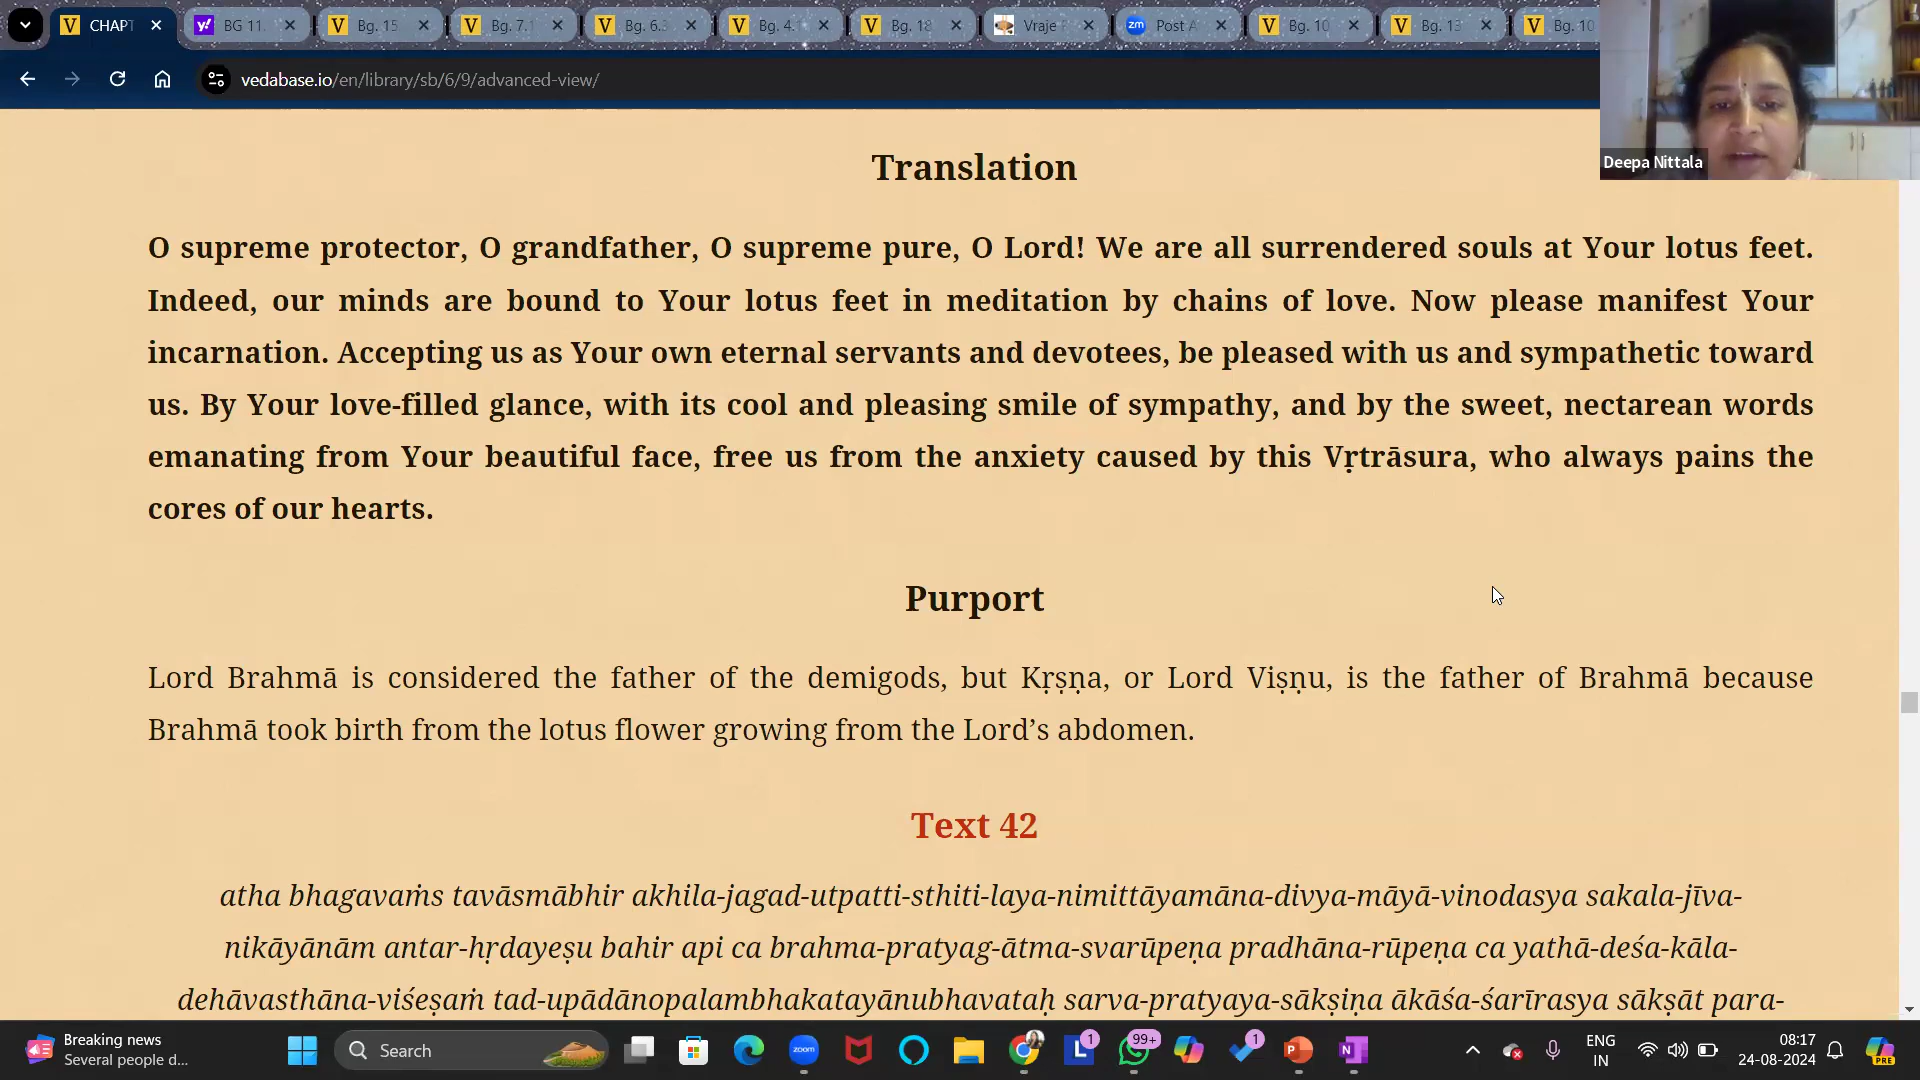 CHAPT
BG 11.
Bg. 15
Bg. 7.1
Bg. 6.3
Bg. 4.1
Bg. 18
Vraje
zm Post A
Bg. 10
Bg. 13
Bg. 10
vedabase.io/en/library/sb/6/9/advanced-view/
Deepa Nittala
Translation
O supreme protector, O grandfather, O supreme pure, O Lord! We are all surrendered souls at Your lotus feet.
Indeed, our minds are bound to Your lotus feet in meditation by chains of love. Now please manifest Your
incarnation. Accepting us as Your own eternal servants and devotees, be pleased with us and sympathetic toward
us. By Your love-filled glance, with its cool and pleasing smile of sympathy, and by the sweet, nectarean words
emanating from Your beautiful face, free us from the anxiety caused by this Vṛtrāsura, who always pains the
cores of our hearts.
Purport
Lord Brahmā is considered the father of the demigods, but Kṛṣṇa, or Lord Viṣṇu, is the father of Brahmā because
Brahmā took birth from the lotus flower growing from the Lord’s abdomen.
Text 42
atha bhagavaṁs tavāsmābhir akhila-jagad-utpatti-sthiti-laya-nimittāyamāna-divya-māyā-vinodasya sakala-jīva-
nikāyānām antar-hṛdayeṣu bahir api ca brahma-pratyag-ātma-svarūpeṇa pradhāna-rūpeṇa ca yathā-deśa-kāla-
dehāvasthāna-viśeṣaṁ tad-upādānopalambhakatayānubhavataḥ sarva-pratyaya-sākṣiṇa ākāśa-śarīrasya sākṣāt para-
Breaking news
Several people d...
Search
zoom
1
99+
1
ENG
IN
08:17
24-08-2024
PRE